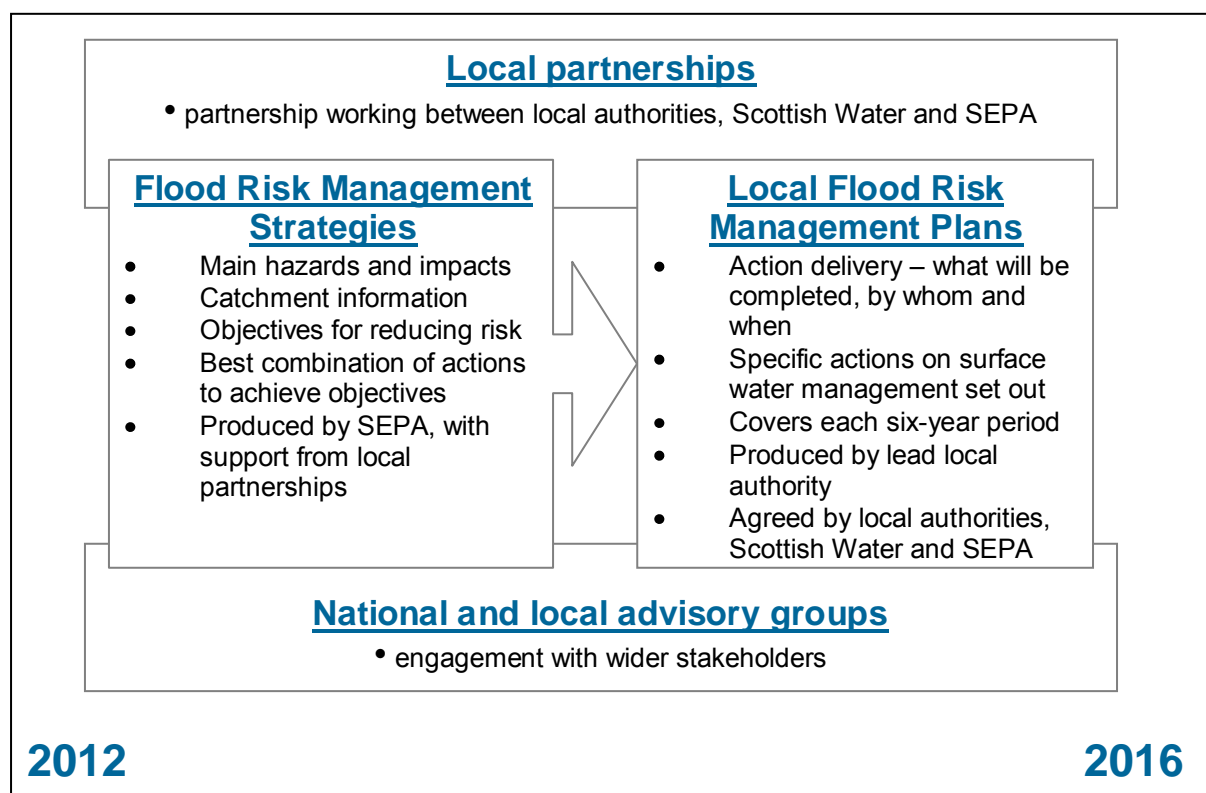 Local partnerships
• partnership working between local authorities, Scottish Water and SEPA
Flood Risk Management
Strategies
• Main hazards and impacts
• Catchment information
• Objectives for reducing risk
• Best combination of actions
to achieve objectives
• Produced by SEPA, with
support from local
partnerships
Local Flood Risk
Management Plans
• Action delivery – what will be
completed, by whom and
when
• Specific actions on surface
water management set out
• Covers each six-year period
• Produced by lead local
authority
• Agreed by local authorities,
Scottish Water and SEPA
National and local advisory groups
• engagement with wider stakeholders
2012
2016